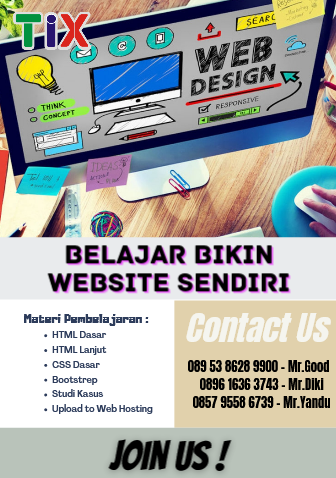 TiX
SEARC
WEB
DESIGN
RESPONSIVE
THINK
CONCEPT
IDEAS
BELAJAR BIKIN
WEBSITE SENDIRI
Materi Pembelajaran :
• HTML Dasar
• HTML Lanjut
• CSS Dasar
• Bootstrep
• Studi Kasus
• Upload to Web Hosting
Contact Us
089 53 8628 9900 - Mr.Good
0896 1636 3743 - Mr.Diki
0857 9558 6739 - Mr.Yandu
JOIN US !